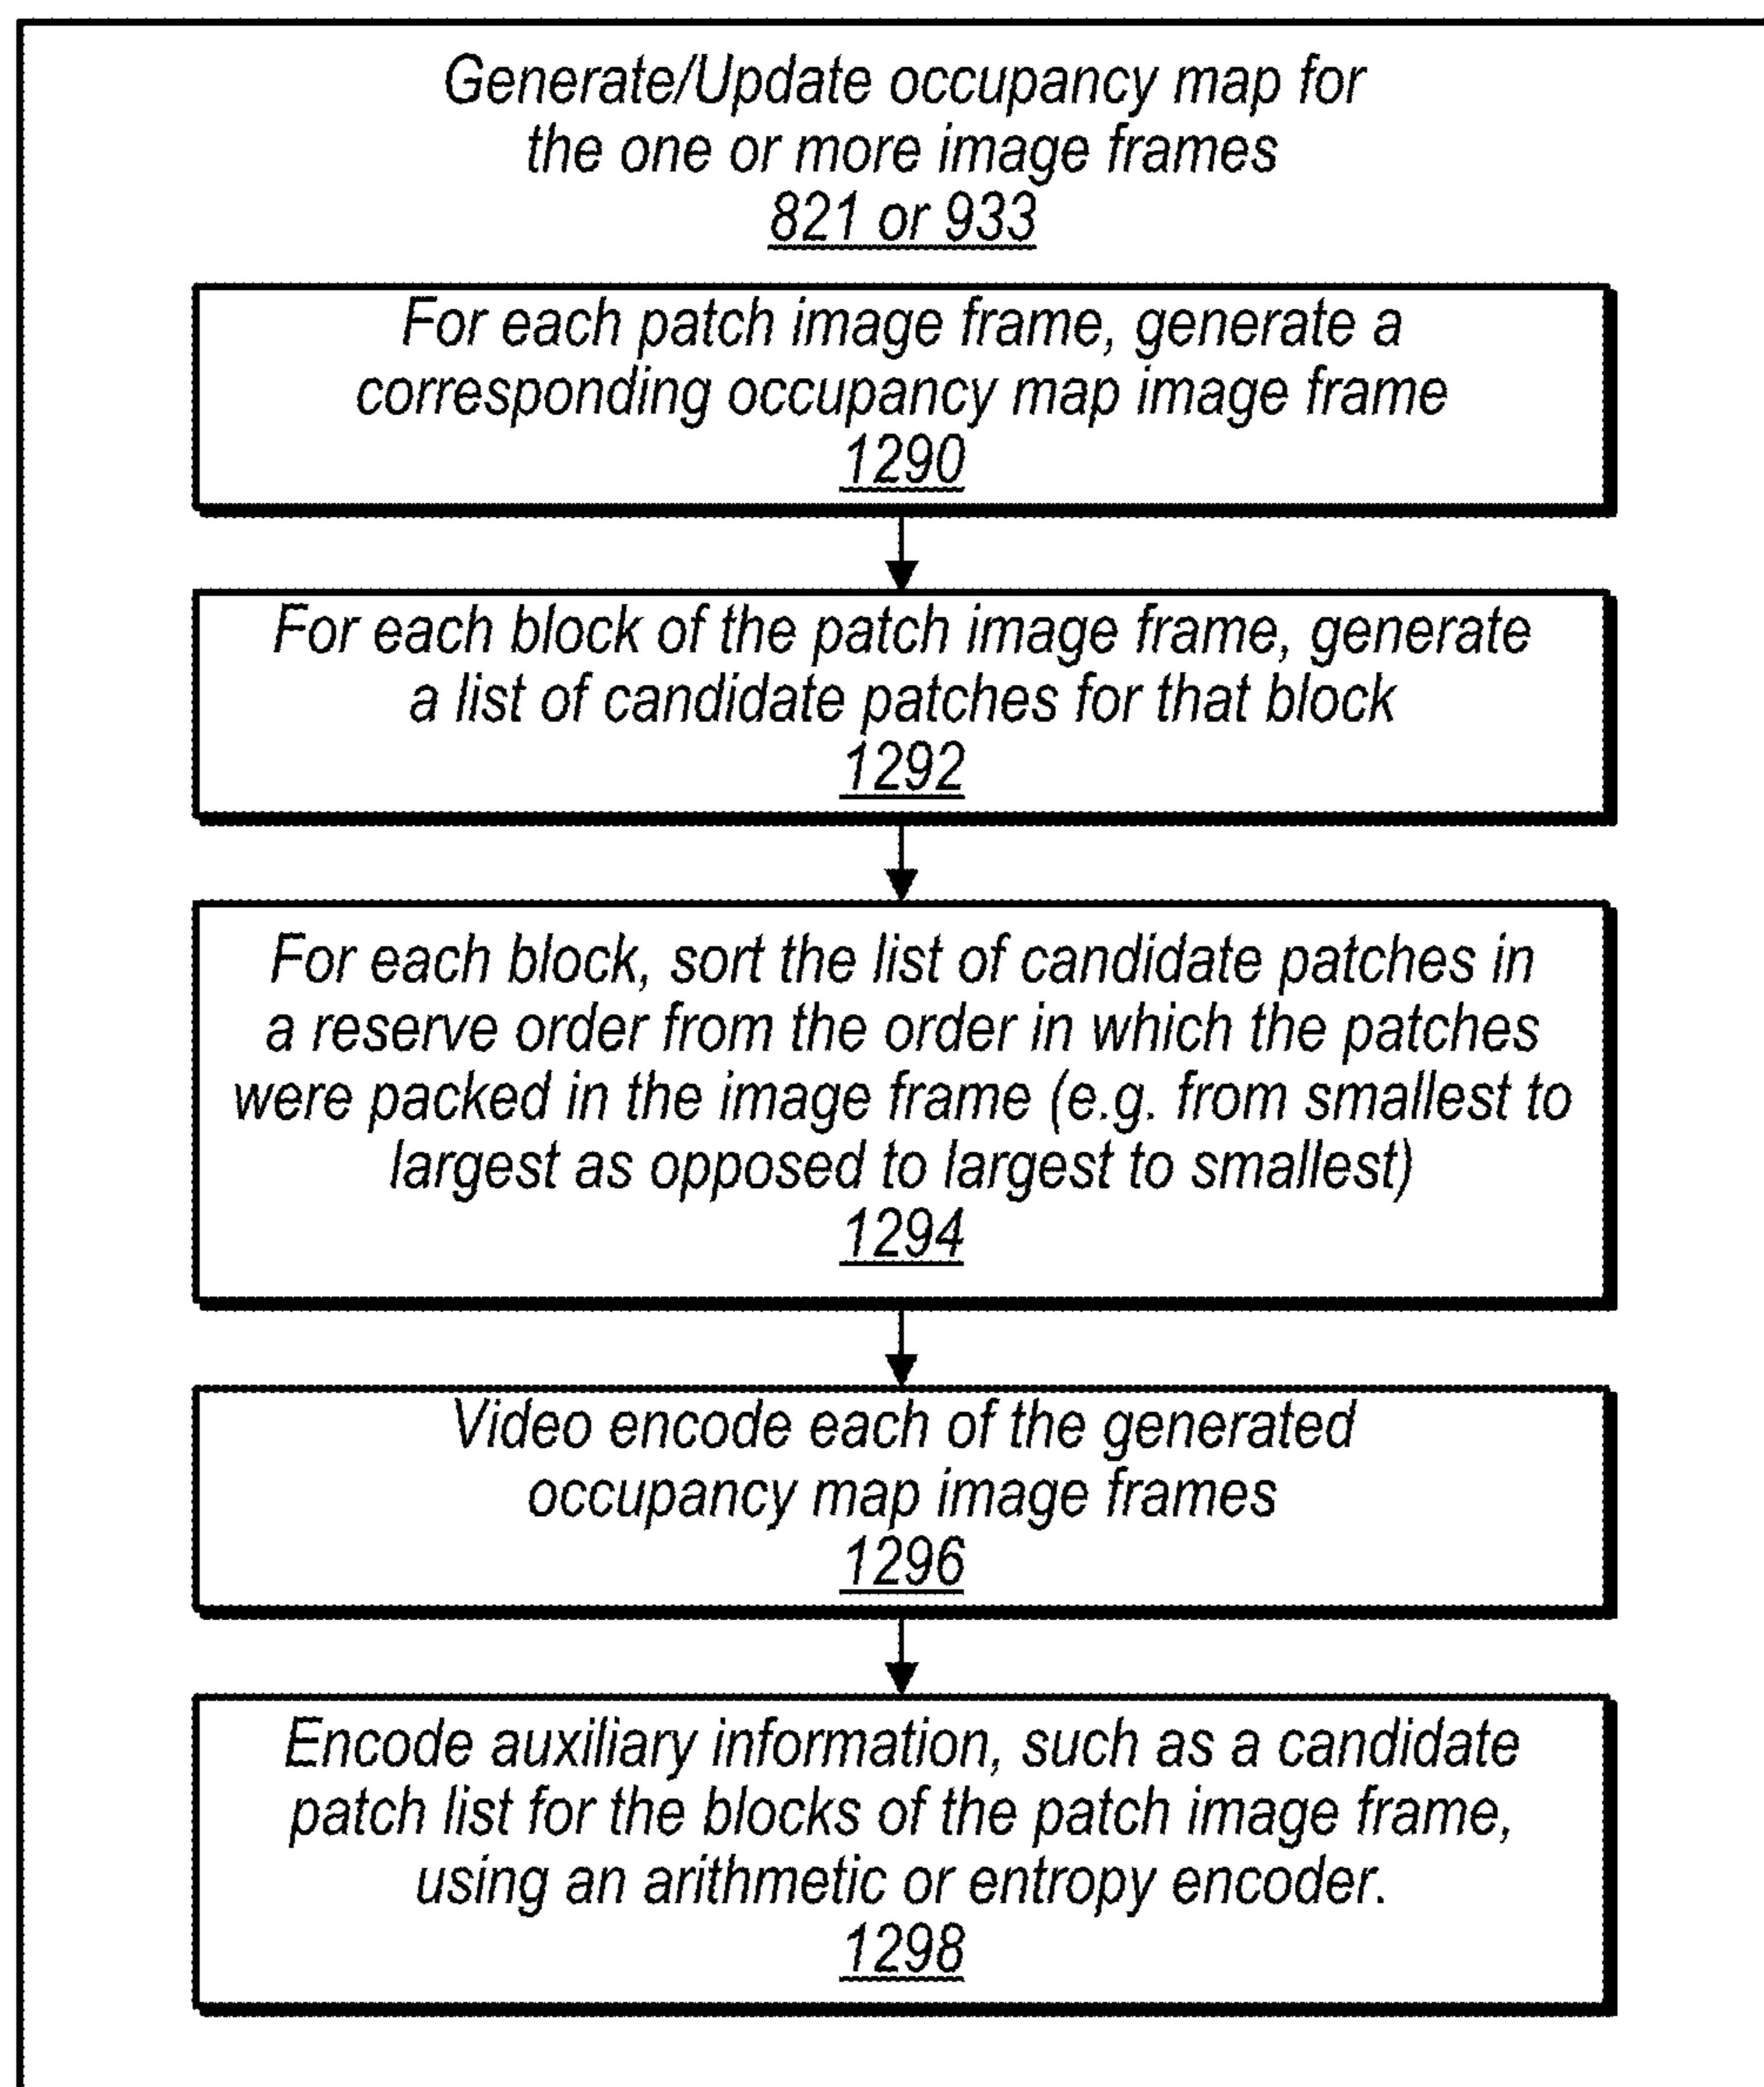 Generate/Update occupancy map for
the one or more image frames
821 or 933
For each patch image frame, generate a
corresponding occupancy map image frame
1290
For each block of the patch image frame, generate
a list of candidate patches for that block
1292
For each block, sort the list of candidate patches in
a reserve order from the order in which the patches
were packed in the image frame (e.g. from smallest to
largest as opposed to largest to smallest)
1294
Video encode each of the generated
occupancy map image frames
1296
Encode auxiliary information, such as a candidate
patch list for the blocks of the patch image frame,
using an arithmetic or entropy encoder.
1298